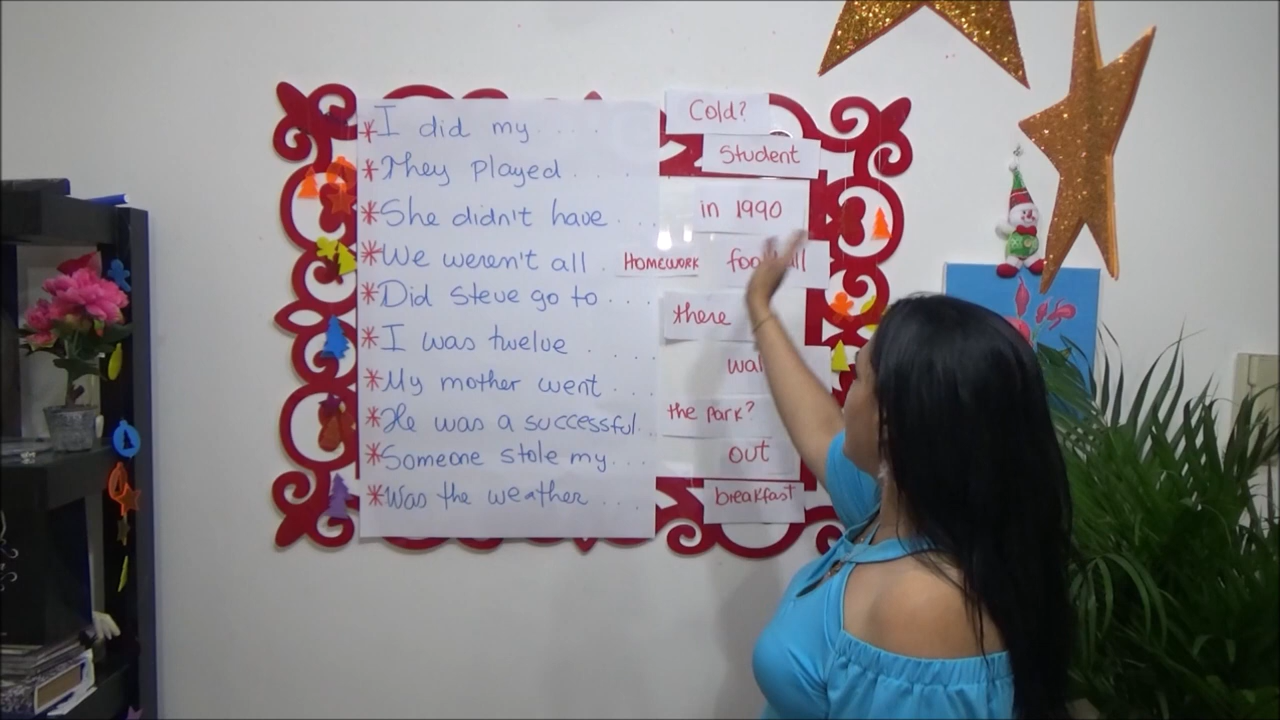 *I did my . . . .
*They played . . . .
*She didn't have . . .
*We weren't all .
*Did Steve go to . . . .
*I was twelve . . . . .
*My mother went . . .
*He was a successful. .
*Someone stole my. . . .
*Was the weather . . .
Cold?
Student
in 1990
HOMEWORK
there
the park?
out
breakfast